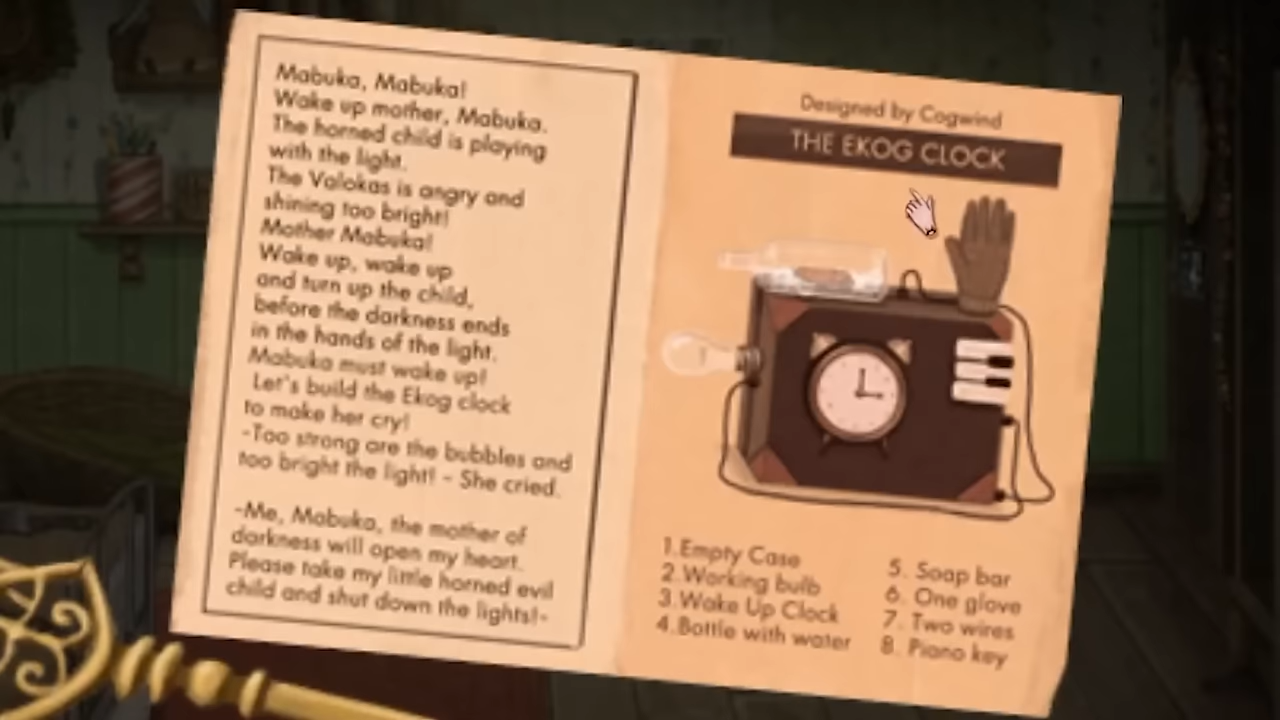 Mabuka, Mabuka!
Wake up mother, Mabuka.
The horned child is playing
with the light.
The Valokas is angry and
shining too bright!
Mother Mabuka!
Wake up, wake up
and turn up the child,
before the darkness ends
in the hands of the light.
Mabuka must wake up!
Let's build the Ekog clock
to make her cry!
-Too strong are the bubbles and
too bright the light! - She cried.
-Me, Mabuka, the mother of
darkness will open my heart.
Please take my little horned evil
child and shut down the lights!-
Designed by Cogwind
THE EKOG CLOCK
1.Empty Case
2.Working bulb
3.Wake Up Clock
4.Bottle with water
5. Soap bar
6. One glove
7. Two wires
8. Piano key